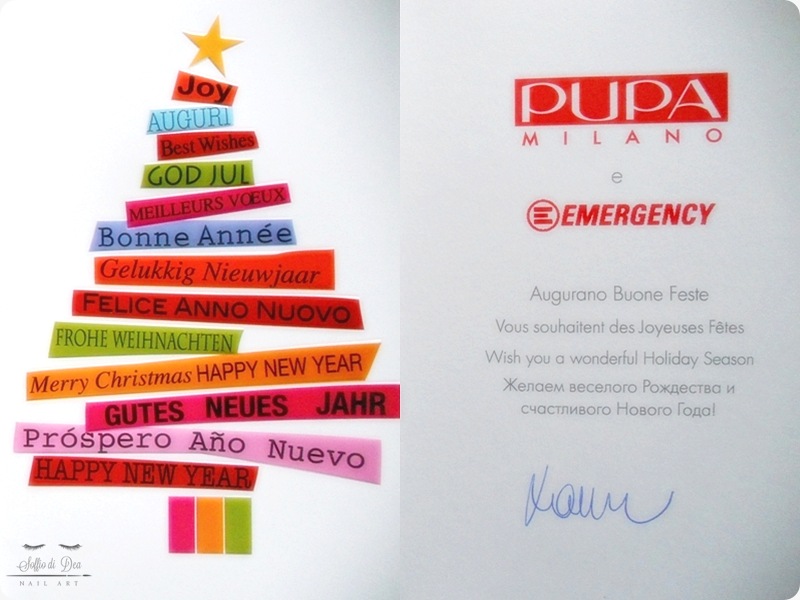 Joy
AUGURI
Best Wishes
GOD JUL
MEILLEURS VŒUX
Bonne Année
Gelukkig Nieuwjaar
FELICE ANNO NUOVO
FROHE WEIHNACHTEN
Merry Christmas HAPPY NEW YEAR
GUTES NEUES JAHR
Próspero Año Nuevo
HAPPY NEW YEAR
Soffio di Dea
NAIL ART
PUPA
MILANO
e
EMERGENCY
Augurano Buone Feste
Vous souhaitent des Joyeuses Fêtes
Wish you a wonderful Holiday Season
Желаем веселого Рождества и
счастливого Нового Года!